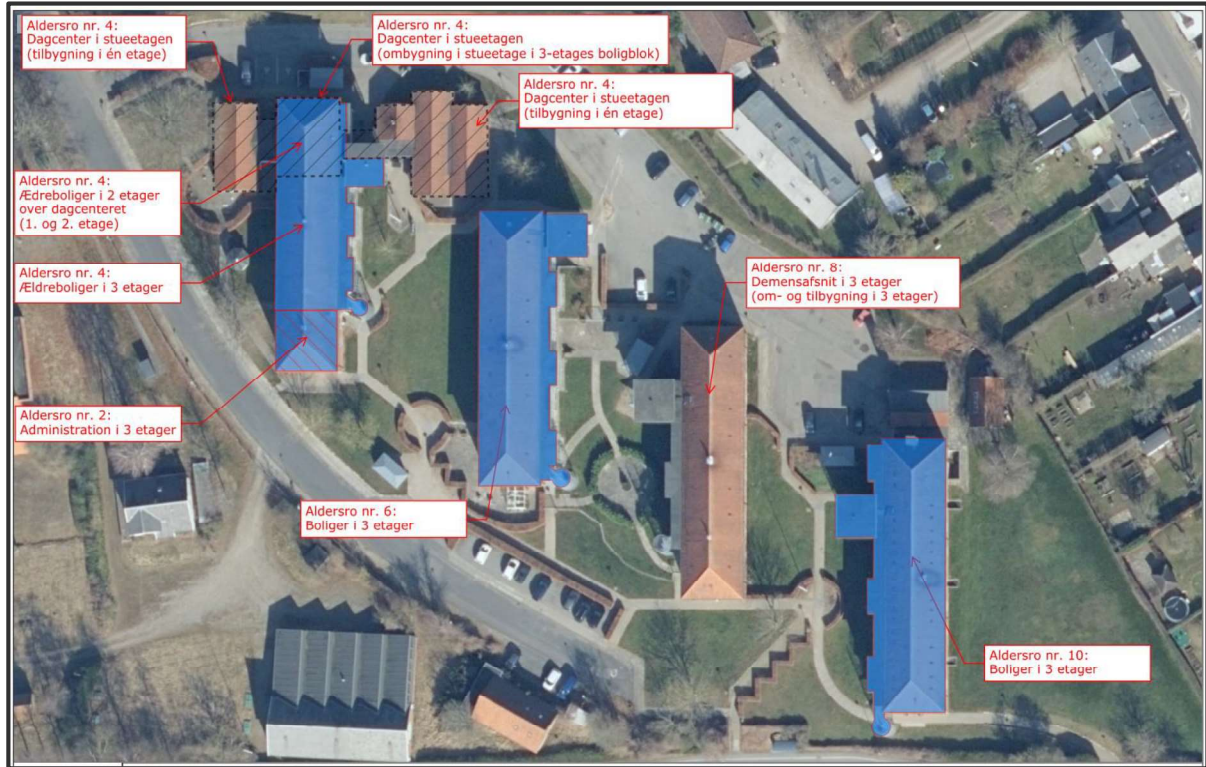 Aldersro nr. 4:
Dagcenter i stueetagen
(tilbygning i én etage)
Aldersro nr. 4:
Dagcenter i stueetagen
(ombygning i stueetage i 3-etages boligblok)
Aldersro nr. 4:
Dagcenter i stueetagen
(tilbygning i én etage)
Aldersro nr. 4:
Ædreboliger i 2 etager
over dagcenteret
(1. og 2. etage)
Aldersro nr. 4:
Ældreboliger i 3 etager
Aldersro nr. 8:
Demensafsnit i 3 etager
(om- og tilbygning i 3 etager)
Aldersro nr. 2:
Administration i 3 etager
Aldersro nr. 6:
Boliger i 3 etager
Aldersro nr. 10:
Boliger i 3 etager